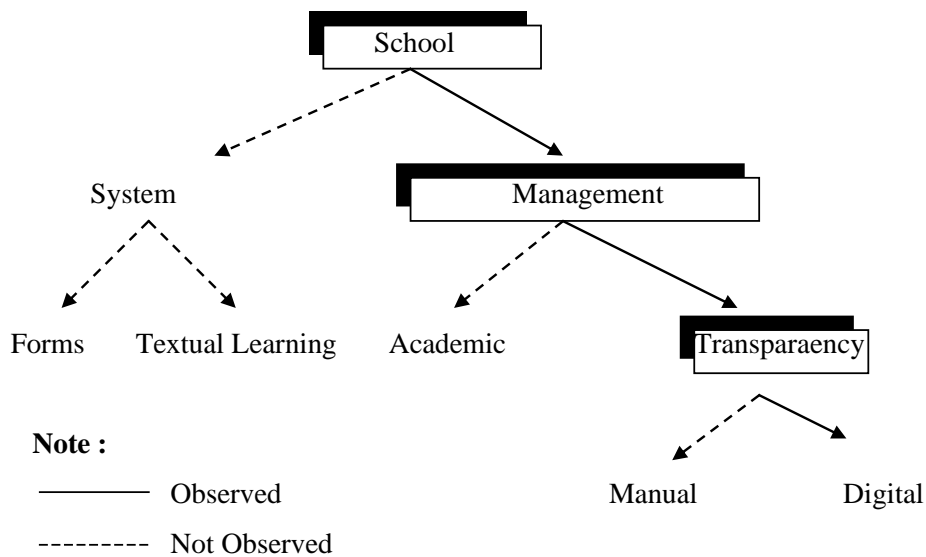 School
System
Management
Forms
Textual Learning
Academic
Transparaency
Note :
Observed
Not Observed
Manual
Digital